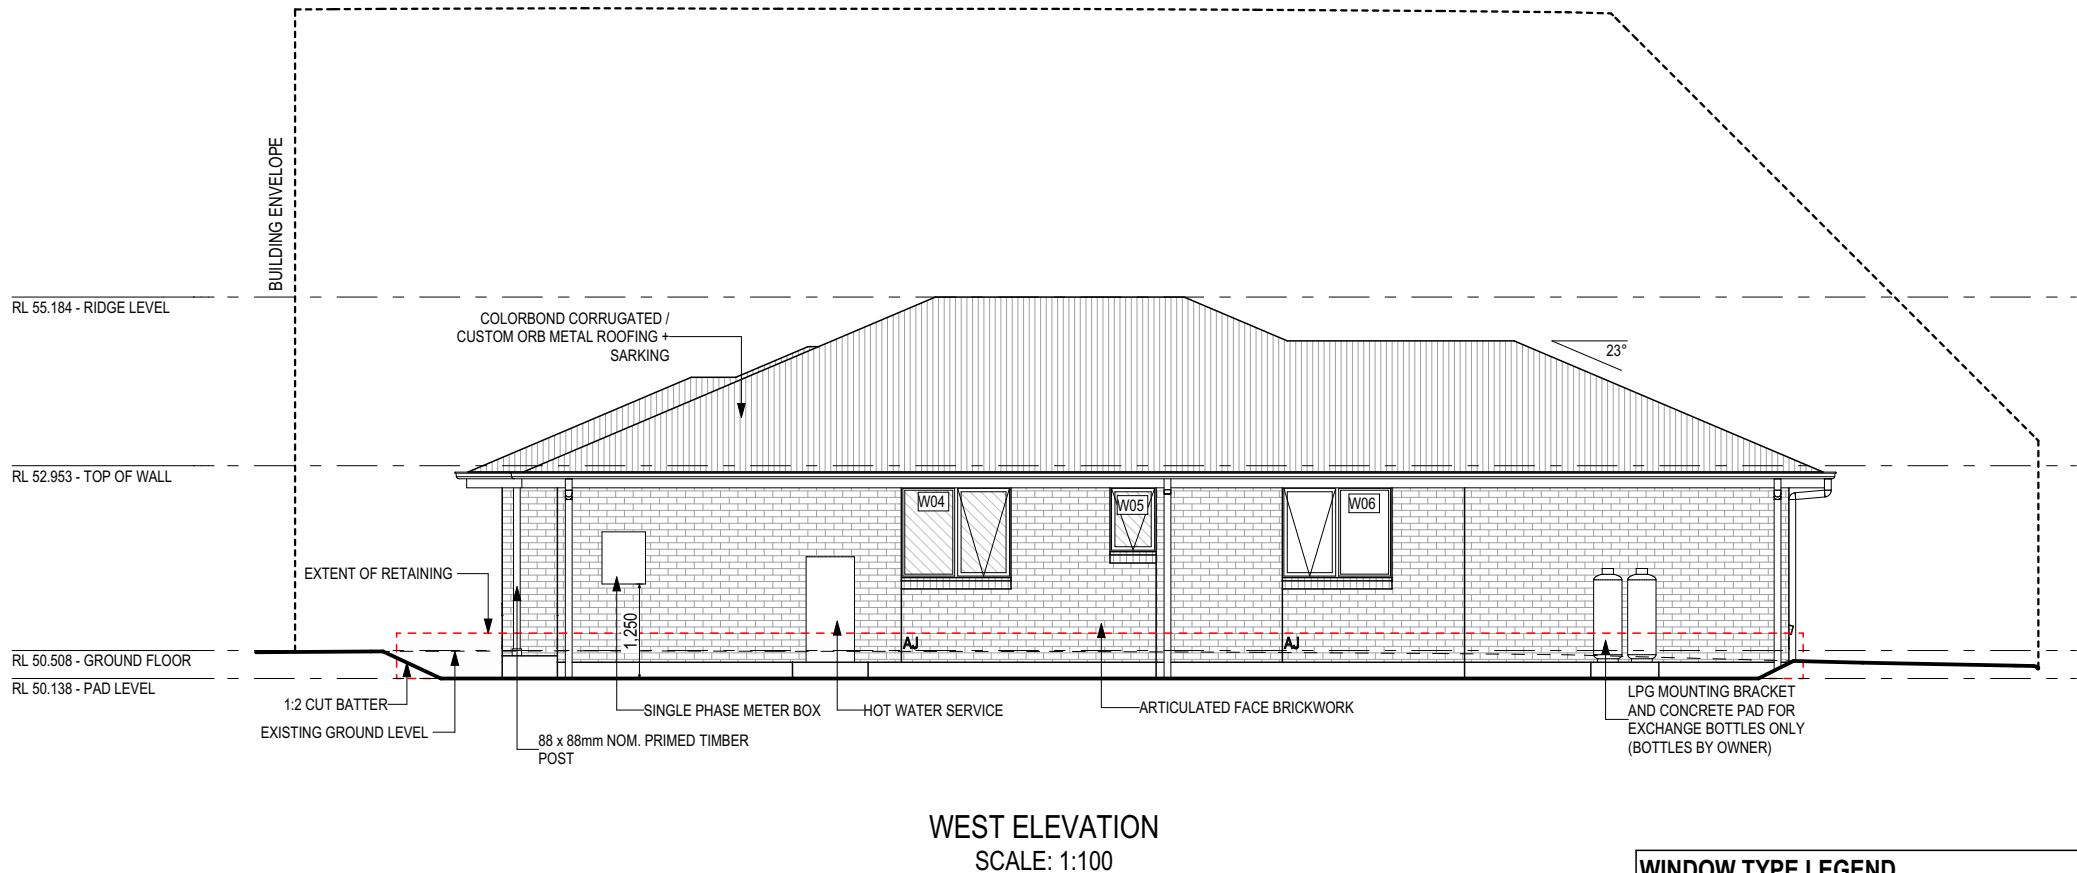 BUILDING ENVELOPE
RL 55.184 - RIDGE LEVEL
COLORBOND CORRUGATED /
CUSTOM ORB METAL ROOFING +
SARKING
23°
RL 52.953 - TOP OF WALL
W04
W05
W06
EXTENT OF RETAINING
1,250
AJ
AJ
RL 50.508 - GROUND FLOOR
RL 50.138 - PAD LEVEL
1:2 CUT BATTER
EXISTING GROUND LEVEL
88 x 88mm NOM. PRIMED TIMBER
POST
SINGLE PHASE METER BOX
HOT WATER SERVICE
ARTICULATED FACE BRICKWORK
LPG MOUNTING BRACKET
AND CONCRETE PAD FOR
EXCHANGE BOTTLES ONLY
(BOTTLES BY OWNER)
WEST ELEVATION
SCALE: 1:100
WINDOW TYPE LEGEND